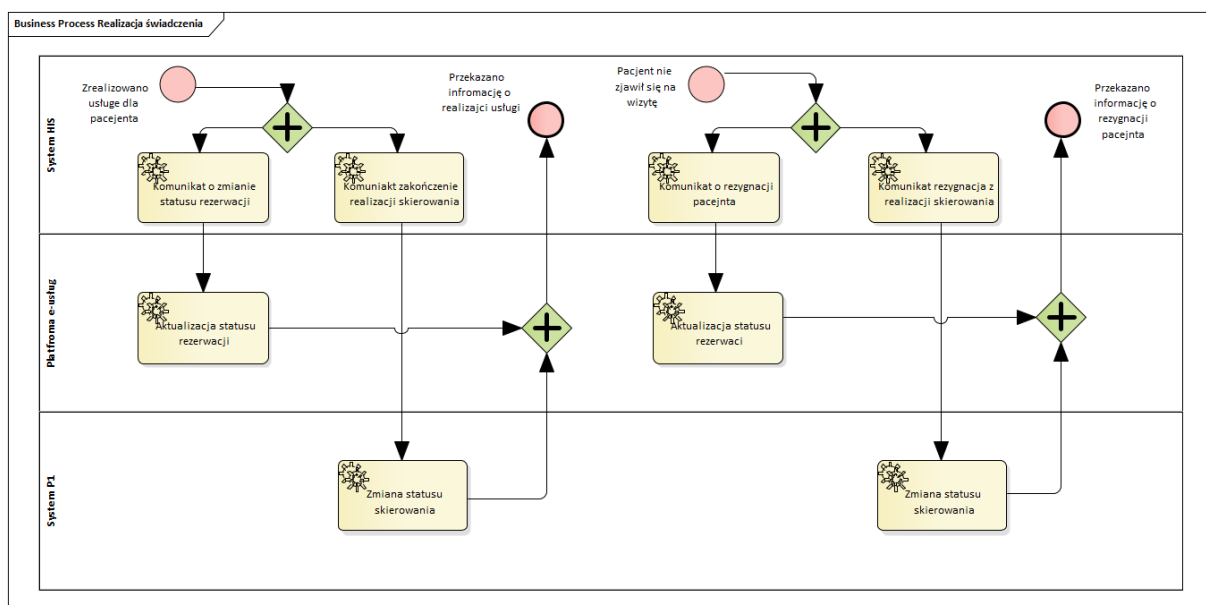 Business Process Realizacja świadczenia
System HIS
Zrealizowano
usługe dla
pacejenta
Przekazano
infromację o
realizajci usługi
Pacjent nie
zjawił się na
wizytę
Przekazano
informację o
rezygnacji
pacejnta
Komunikat o zmianie
statusu rezerwacji
Komuniakt zakończenie
realizacji skierowania
Komunikat o rezygnacji
pacejnta
Komunikat rezygnacja z
realizacji skierowania
Platfroma e-usług
Aktualizacja statusu
rezerwacji
Aktualizacja statusu
rezerwaci
System P1
Zmiana statusu
skierowania
Zmiana statusu
skierowania